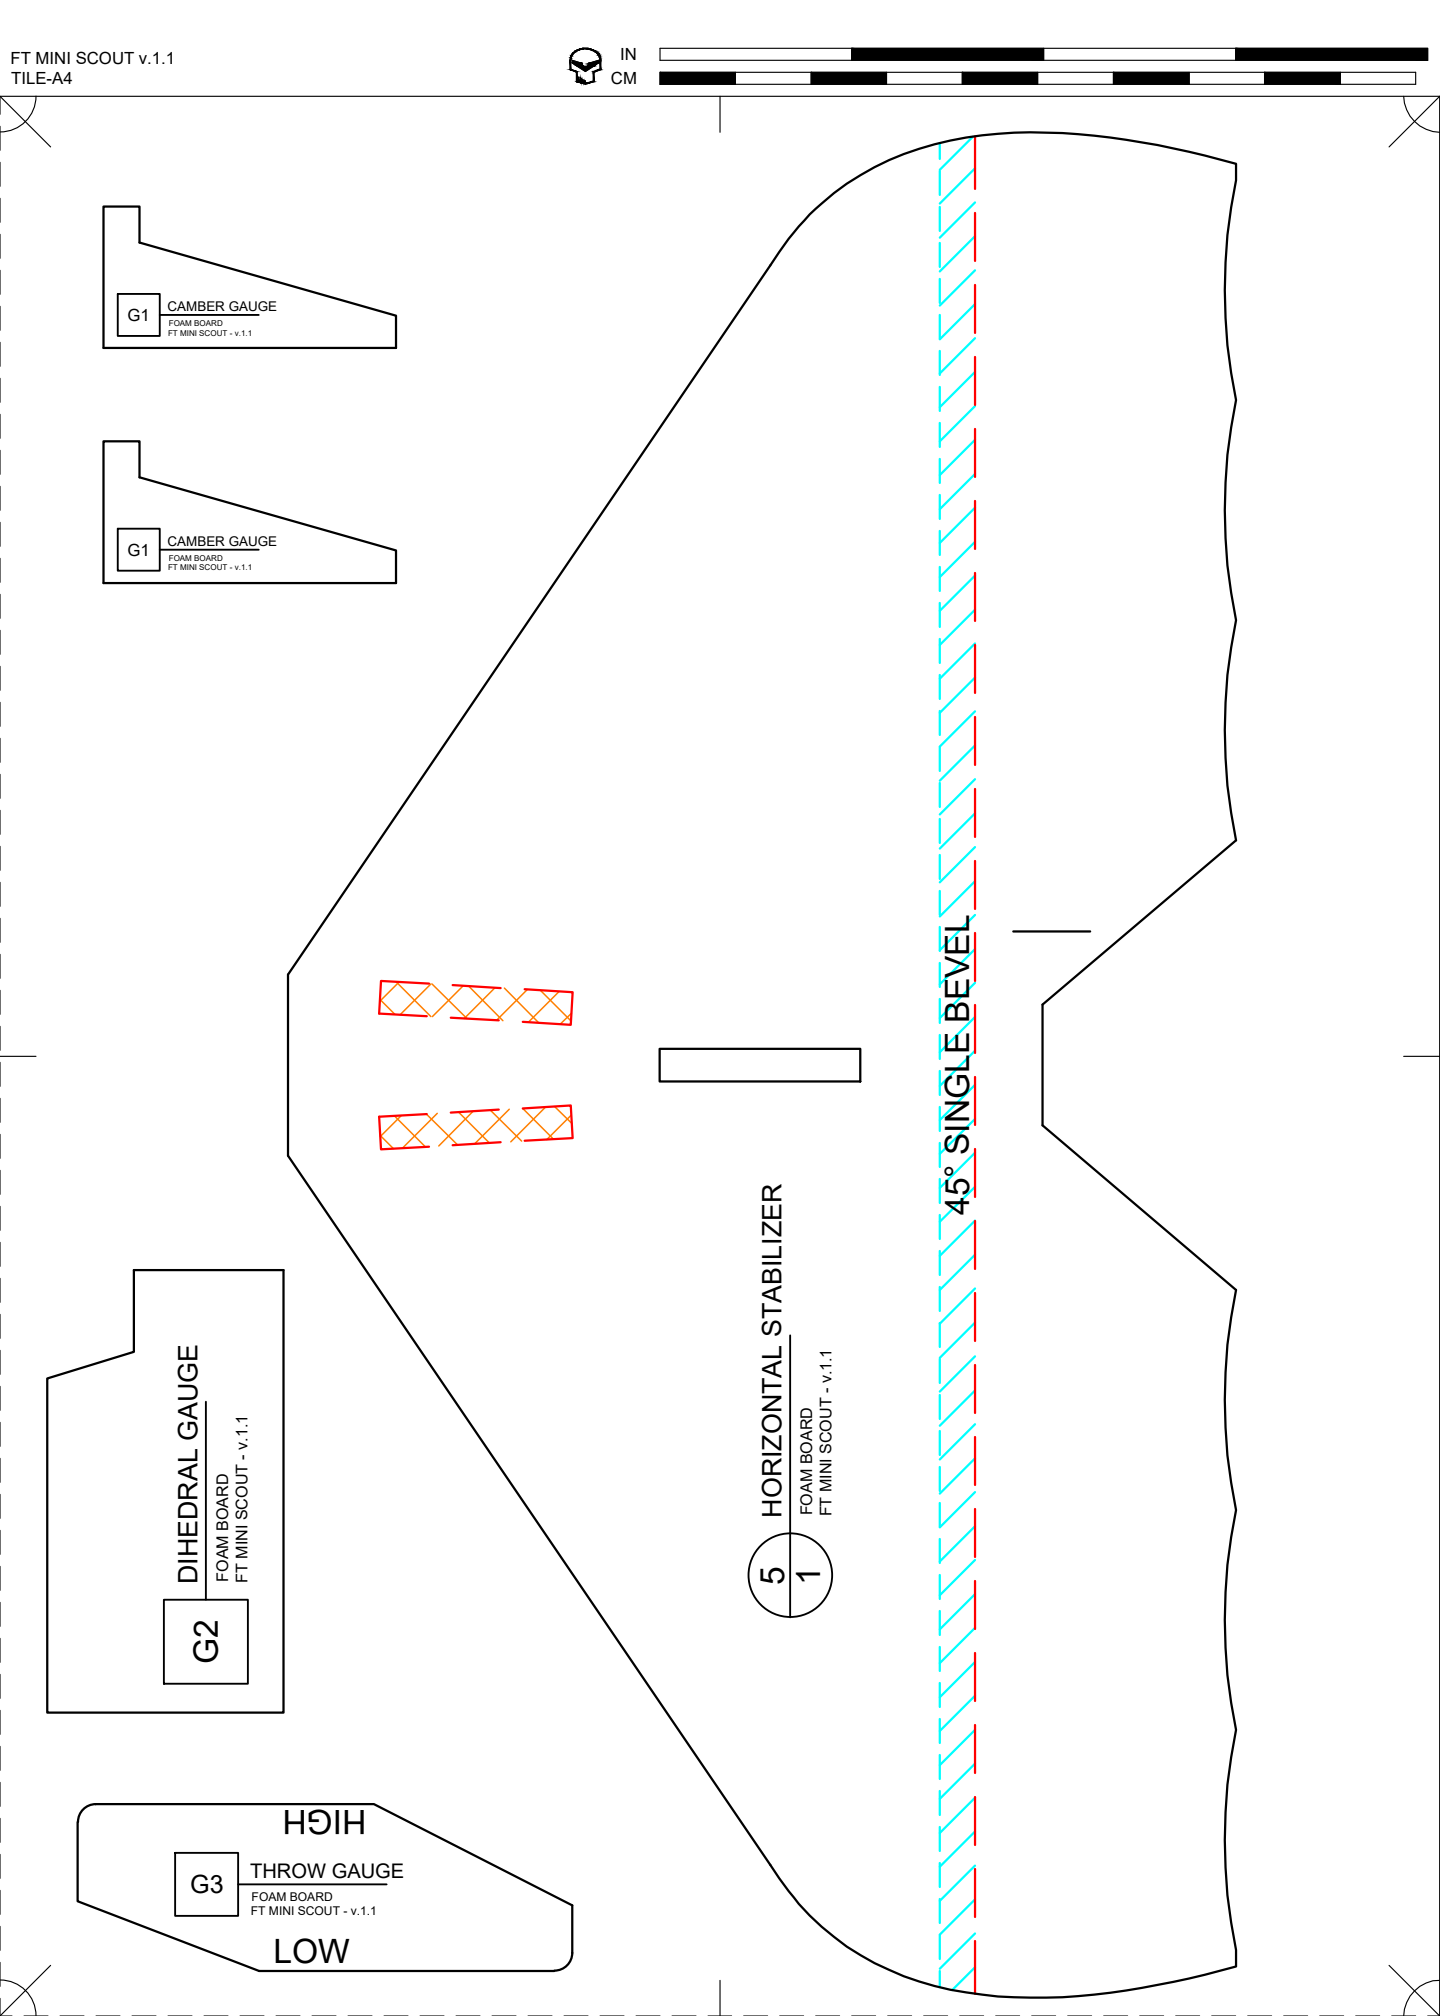 FT MINI SCOUT v.1.1
TILE-A4
IN
CM
G1
CAMBER GAUGE
FOAM BOARD
FT MINI SCOUT - v.1.1
G1
CAMBER GAUGE
FOAM BOARD
FT MINI SCOUT - v.1.1
45° SINGLE BEVEL
HORIZONTAL STABILIZER
FOAM BOARD
FT MINI SCOUT - v.1.1
5
1
DIHEDRAL GAUGE
FOAM BOARD
FT MINI SCOUT - v.1.1
G2
HIGH
G3
THROW GAUGE
FOAM BOARD
FT MINI SCOUT - v.1.1
LOW